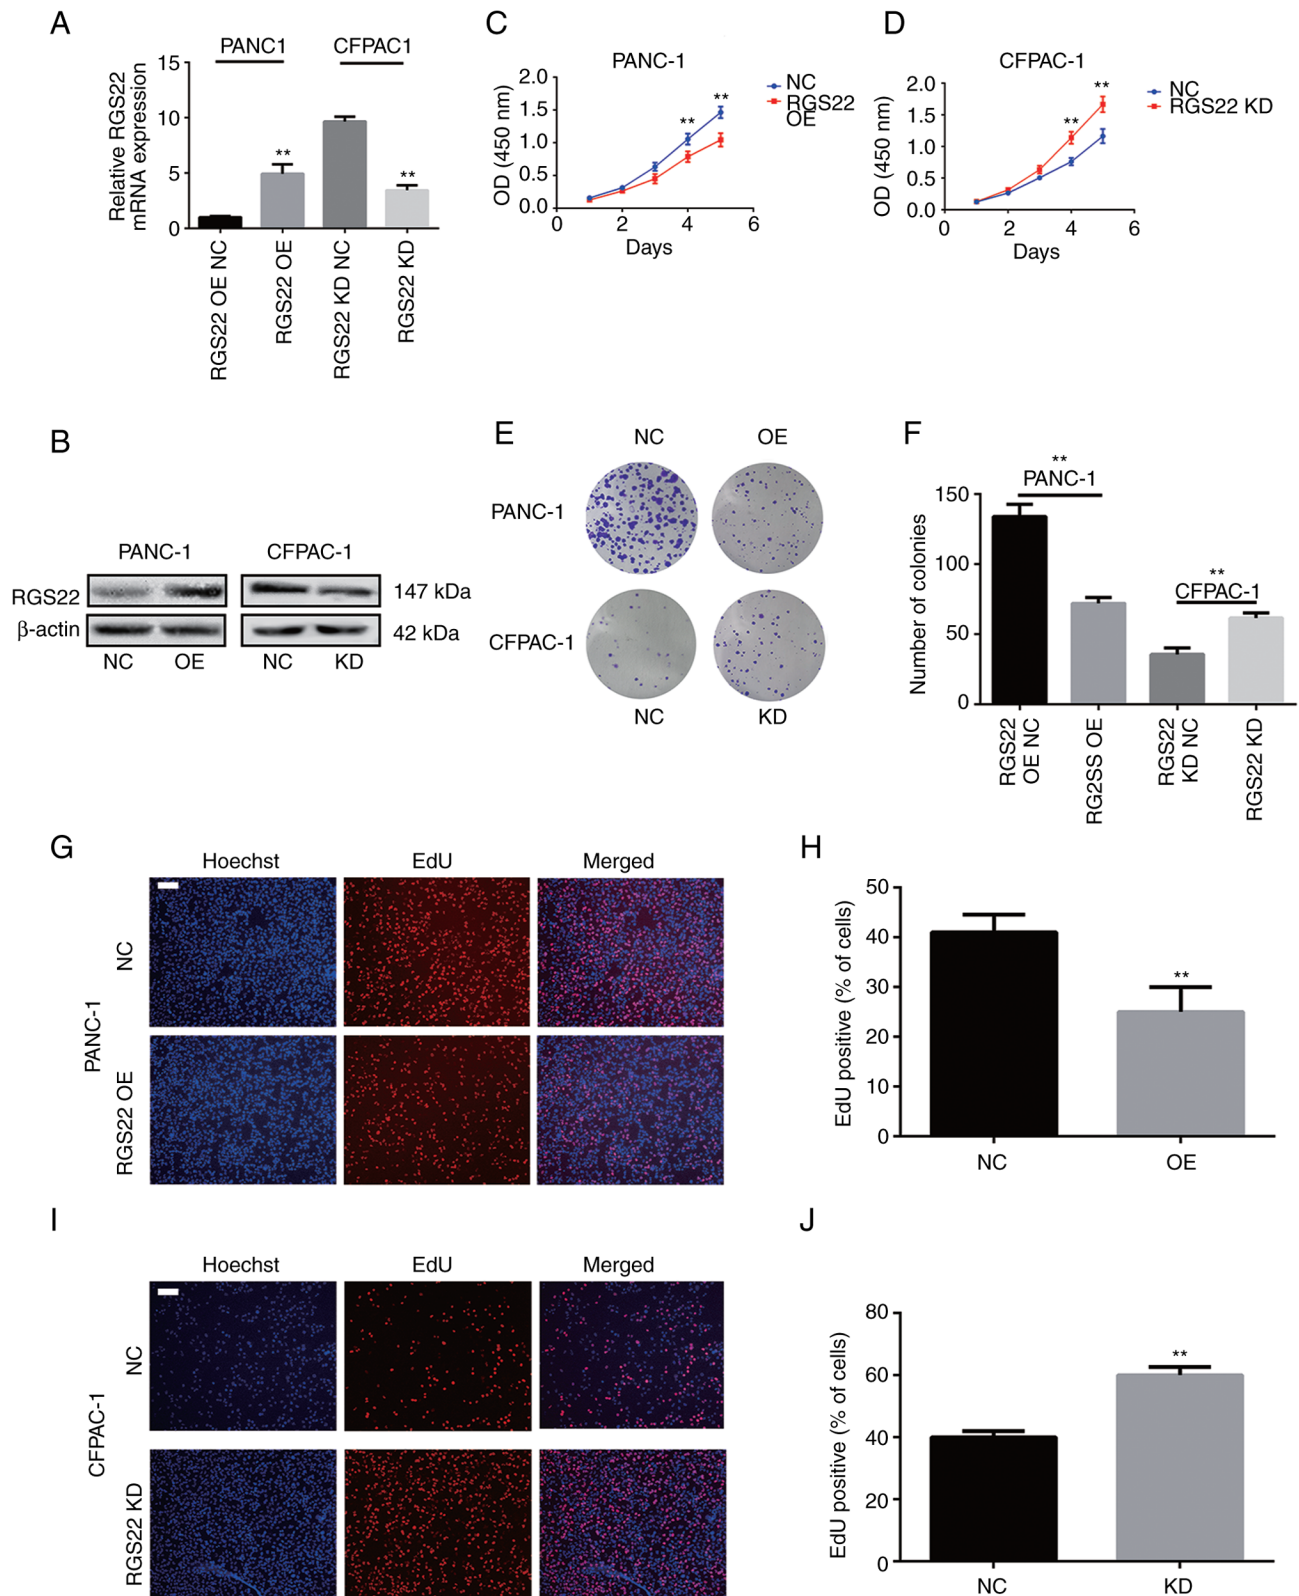 A
PANC1
CFPAC1
Relative RGS22
mRNA expression
15
10
5
0
**
**
RGS22 OE NC
RGS22 OE
RGS22 KD NC
RGS22 KD
C
PANC-1
OD (450 nm)
2.0
1.5
1.0
0.5
0.0
0
2
4
6
Days
**
**
NC
RGS22
OE
D
CFPAC-1
OD (450 nm)
2.0
1.5
1.0
0.5
0.0
0
2
4
6
Days
**
**
NC
RGS22 KD
B
PANC-1
CFPAC-1
RGS22
147 kDa
β-actin
42 kDa
NC
OE
NC
KD
E
NC
OE
PANC-1
CFPAC-1
NC
KD
F
**
PANC-1
**
CFPAC-1
Number of colonies
150
100
50
0
RGS22
OE NC
RG2SS OE
RGS22
KD NC
RGS22 KD
G
Hoechst
EdU
Merged
PANC-1
NC
RGS22 OE
H
EdU positive (% of cells)
50
40
30
20
10
0
**
NC
OE
I
Hoechst
EdU
Merged
CFPAC-1
NC
RGS22 KD
J
EdU positive (% of cells)
80
60
40
20
0
**
NC
KD